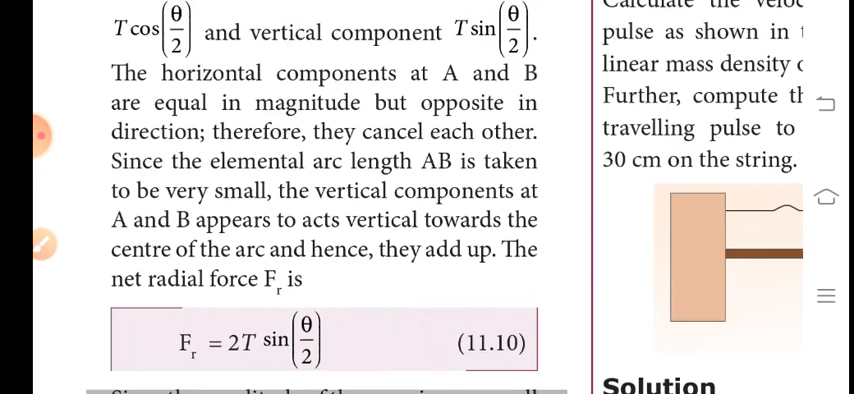 T cos(θ/2) and vertical component T sin(θ/2).
The horizontal components at A and B
are equal in magnitude but opposite in
direction; therefore, they cancel each other.
Since the elemental arc length AB is taken
to be very small, the vertical components at
A and B appears to acts vertical towards the
centre of the arc and hence, they add up. The
net radial force Fr is
Fr = 2T sin(θ/2) (11.10)
Calculate the
pulse as shown in
linear mass density
Further, compute
travelling pulse to
30 cm on the string.
Solution